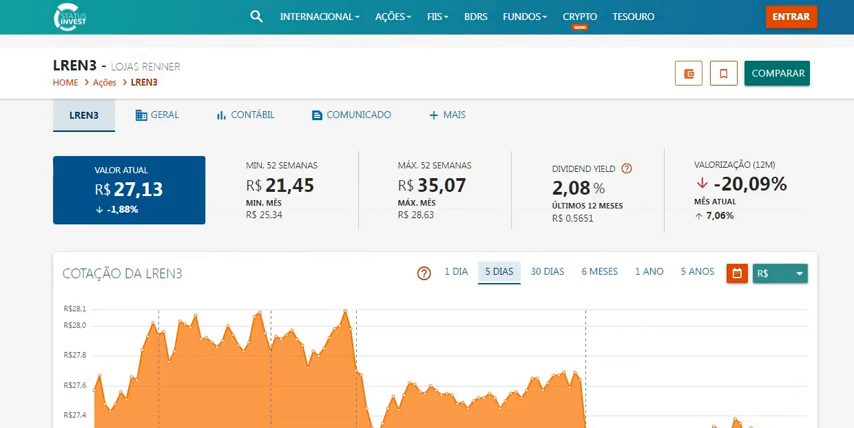 STATUS
INVEST
INTERNACIONAL AÇÕES FIIS BDRS FUNDOS CRYPTO TESOURO
NOVO
ENTRAR
LREN3 - LOJAS RENNER
HOME > Ações > LREN3
COMPARAR
LREN3 GERAL CONTÁBIL COMUNICADO + MAIS
VALOR ATUAL
R$ 27,13
-1,88%
MIN. 52 SEMANAS
R$ 21,45
MIN. MÊS
R$ 25,34
MÁX. 52 SEMANAS
R$ 35,07
MÁX. MÊS
R$ 28,63
DIVIDEND YIELD ?
2,08 %
ÚLTIMOS 12 MESES
R$ 0,5651
VALORIZAÇÃO (12M)
-20,09%
MÊS ATUAL
7,06%
COTAÇÃO DA LREN3
? 1 DIA 5 DIAS 30 DIAS 6 MESES 1 ANO 5 ANOS R$
R$28.1
R$28.0
R$27.8
R$27.6
R$27.4